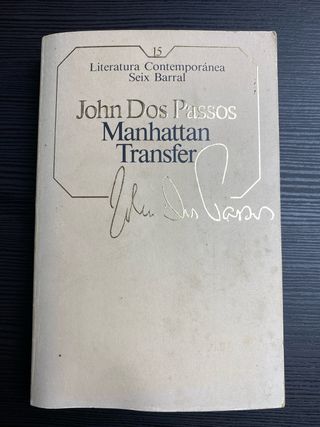 15
Literatura Contemporánea
Seix Barral
John Dos Passos
Manhattan
Transfer
John Dos Passos